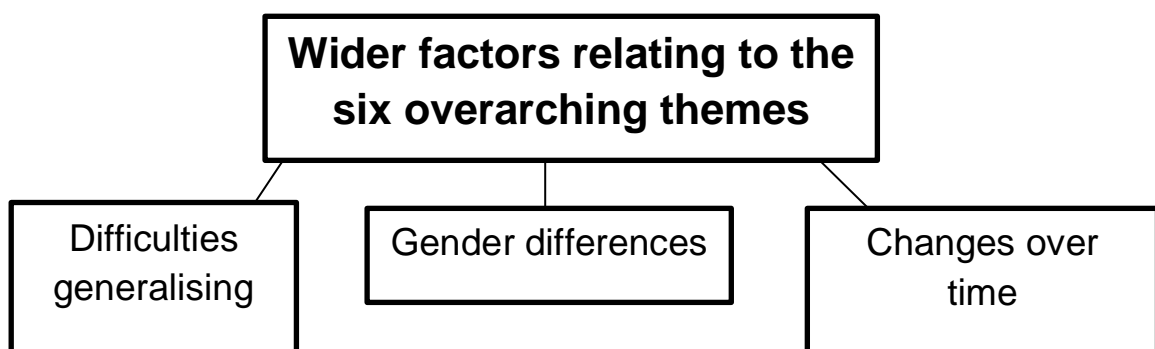 Wider factors relating to the
six overarching themes
Difficulties
generalising
Gender differences
Changes over
time